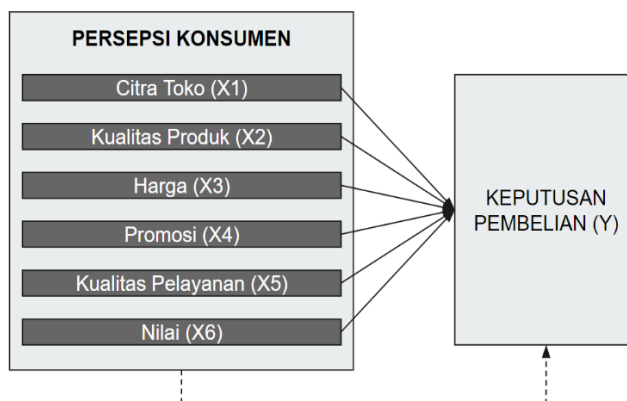 PERSEPSI KONSUMEN
Citra Toko (X1)
Kualitas Produk (X2)
Harga (X3)
Promosi (X4)
Kualitas Pelayanan (X5)
Nilai (X6)
KEPUTUSAN
PEMBELIAN (Y)